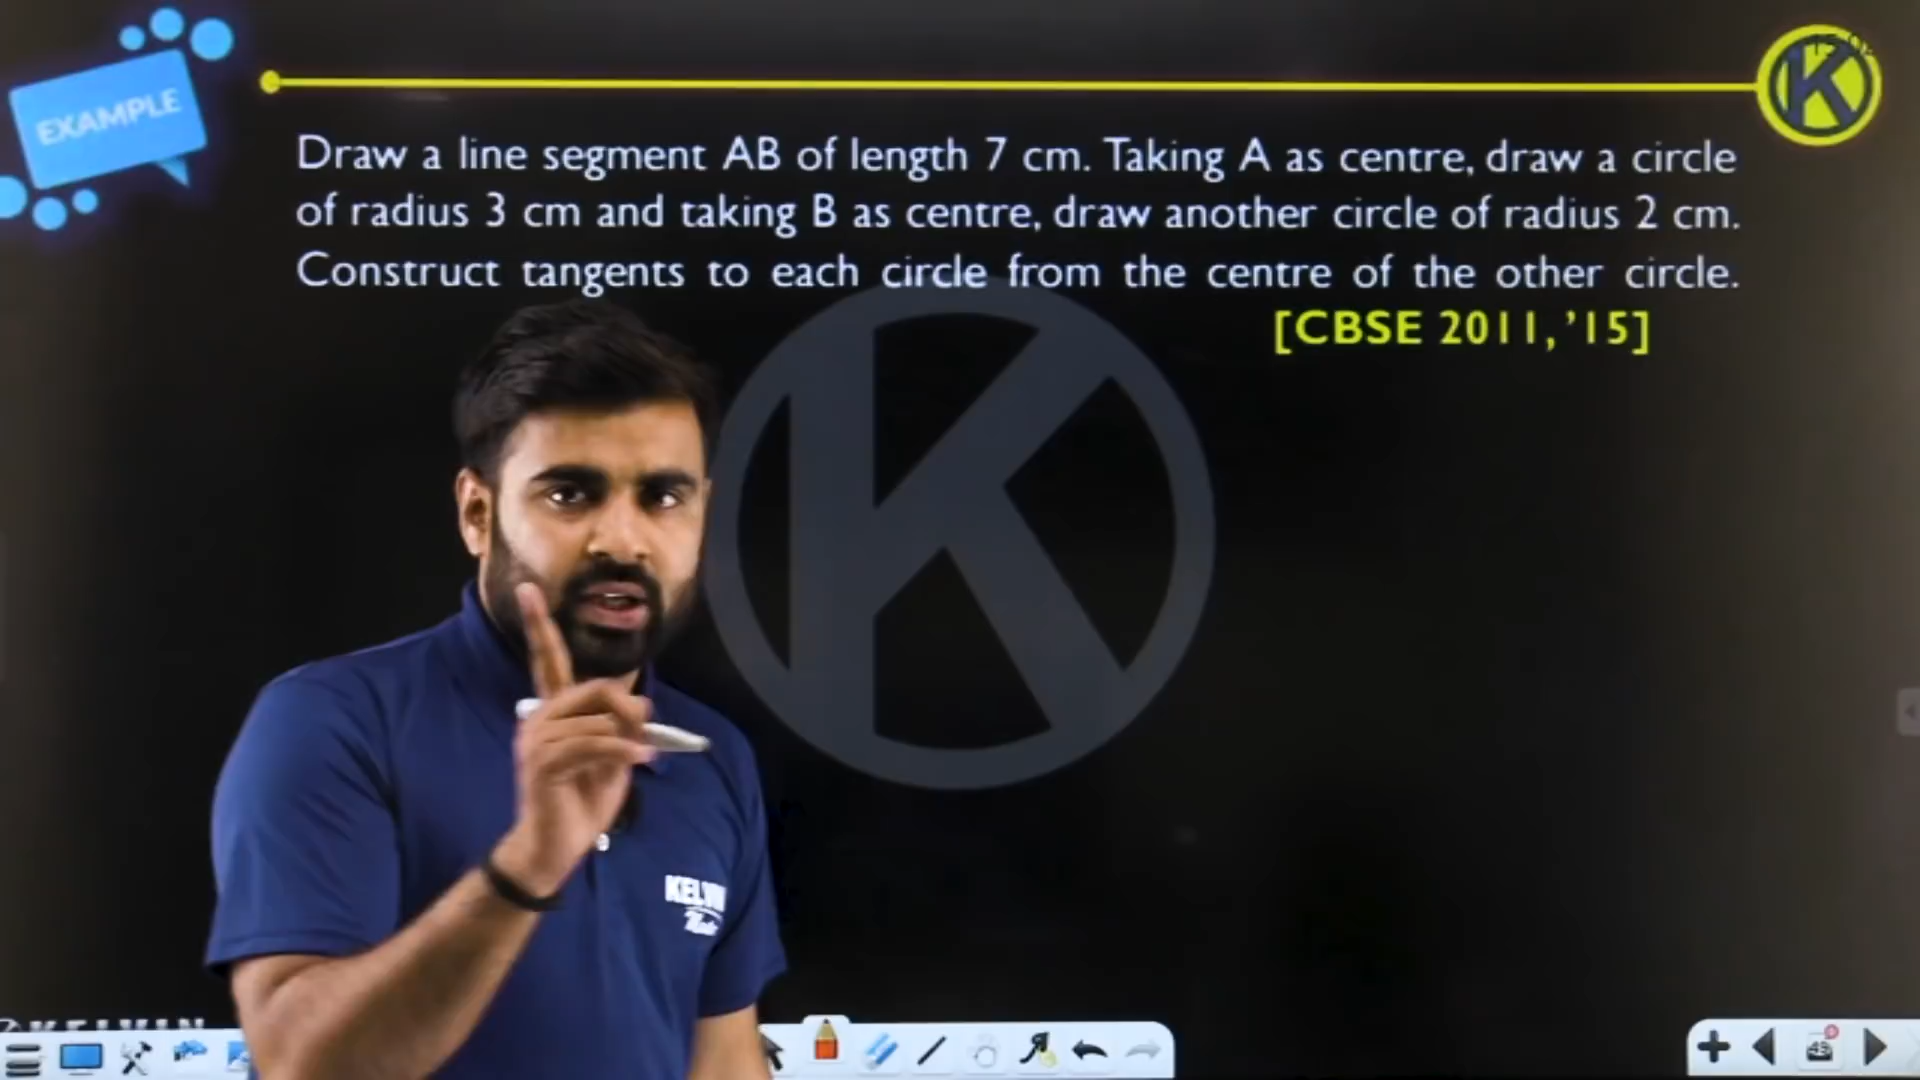 EXAMPLE
Draw a line segment AB of length 7 cm. Taking A as centre, draw a circle
of radius 3 cm and taking B as centre, draw another circle of radius 2 cm.
Construct tangents to each circle from the centre of the other circle.
[CBSE 2011, ’15]
K
K